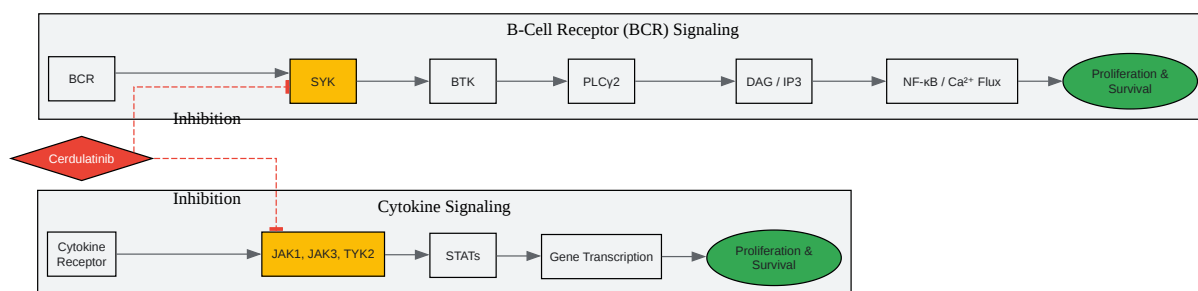 B-Cell Receptor (BCR) Signaling
BCR
SYK
BTK
PLCγ2
DAG / IP3
NF-κB / Ca²⁺ Flux
Proliferation &
Survival
Inhibition
Cerdulatinib
Inhibition
Cytokine Signaling
Cytokine
Receptor
JAK1, JAK3, TYK2
STATs
Gene Transcription
Proliferation &
Survival